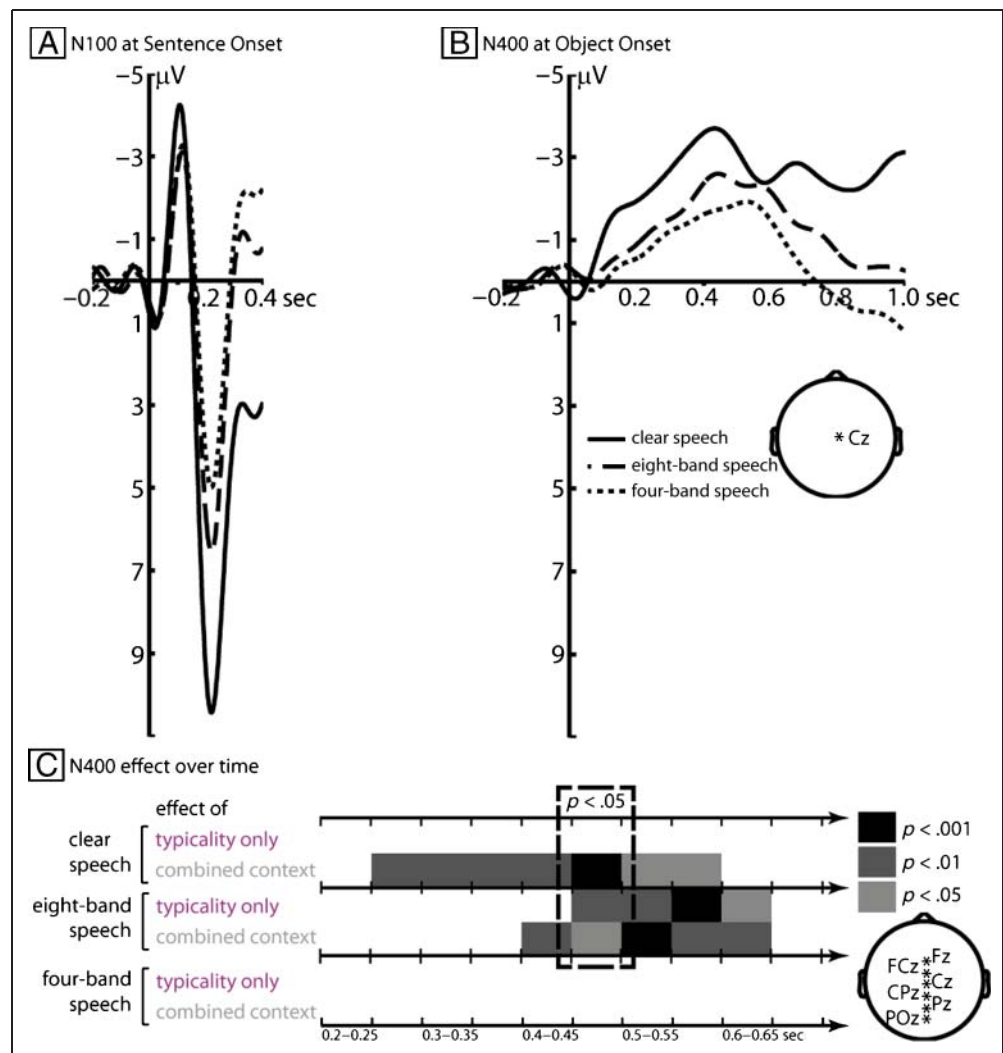 A N100 at Sentence Onset
−5 μV
−3
−1
−0.2 0.2 0.4 sec
1
3
5
7
9
B N400 at Object Onset
−5 μV
−3
−1
−0.2 0.2 0.4 0.6 0.8 1.0 sec
1
3
5
7
9
clear speech
eight-band speech
four-band speech
* Cz
C N400 effect over time
effect of
p < .05
clear speech
typicality only
combined context
eight-band speech
typicality only
combined context
four-band speech
typicality only
combined context
0.2–0.25 0.3–0.35 0.4–0.45 0.5–0.55 0.6–0.65 sec
p < .001
p < .01
p < .05
Fz
FCz
Cz
CPz
Pz
POz